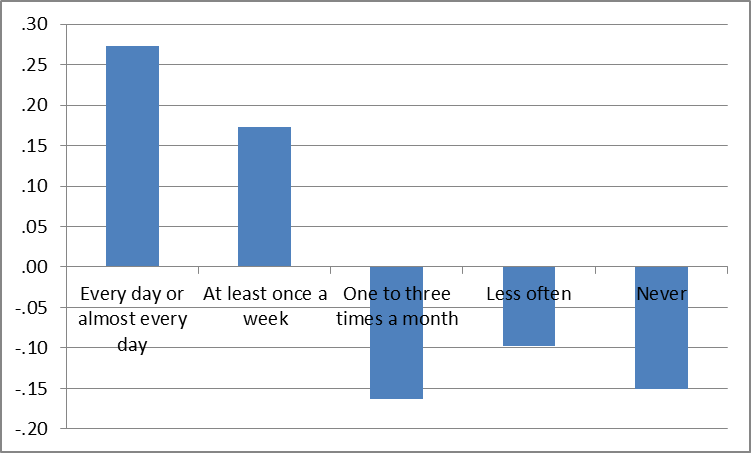 .30
.25
.20
.15
.10
.05
.00
-.05
-.10
-.15
-.20
Every day or
almost every
day
At least once a
week
One to three
times a month
Less often
Never